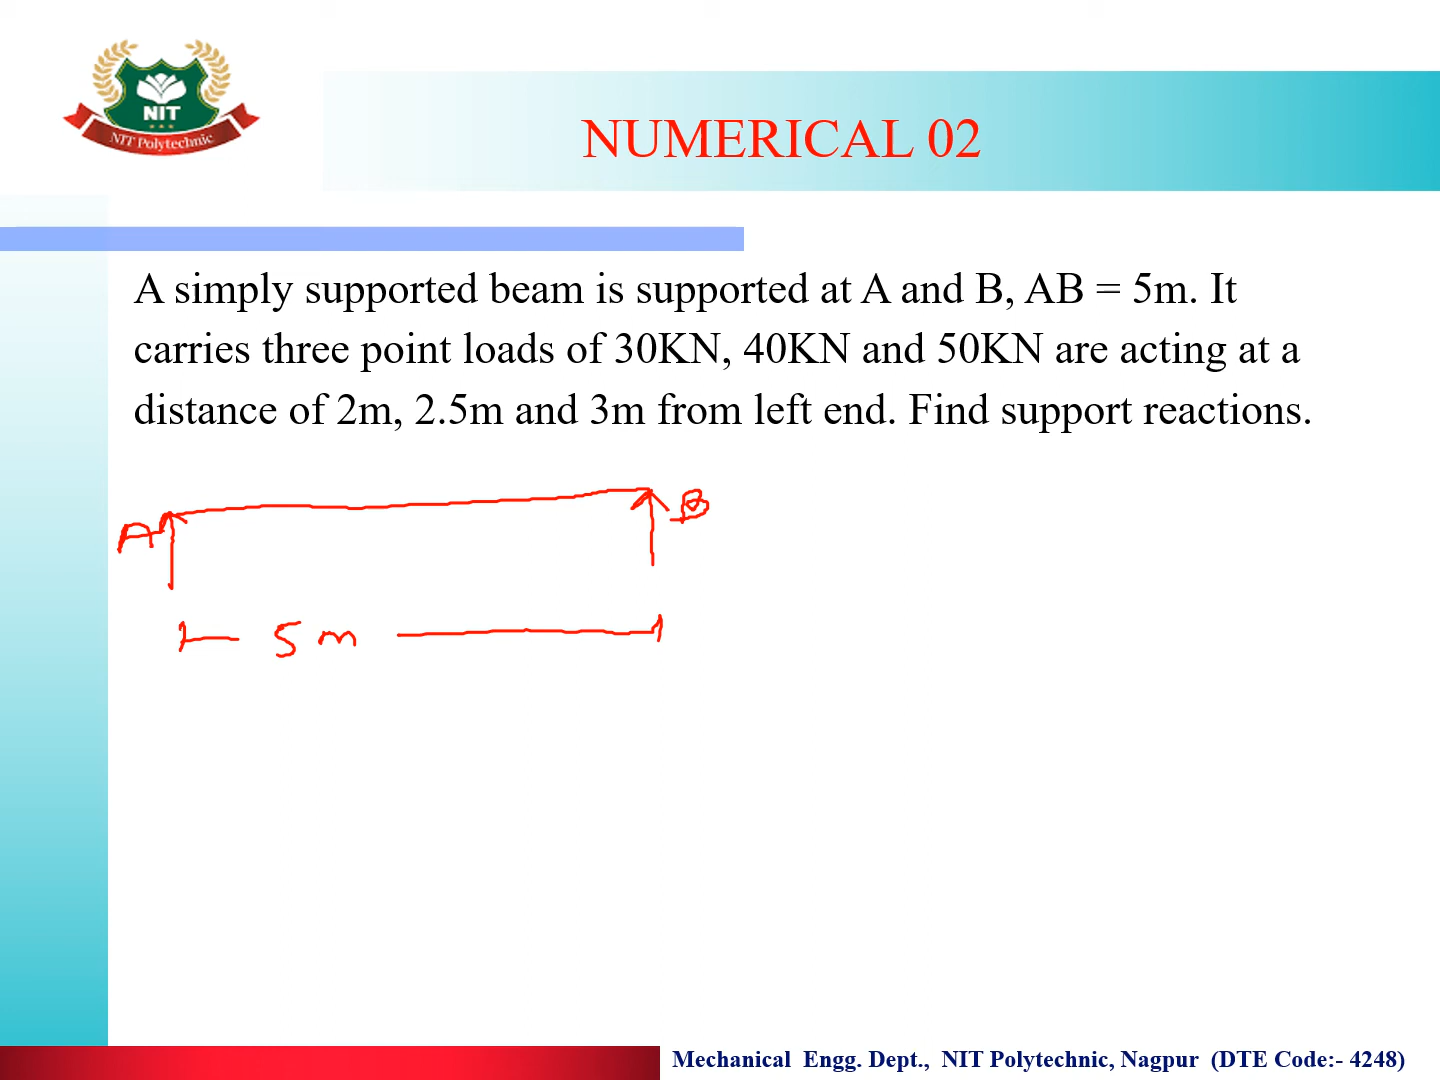 NIT
NIT Polytechnic
NUMERICAL 02
A simply supported beam is supported at A and B, AB = 5m. It
carries three point loads of 30KN, 40KN and 50KN are acting at a
distance of 2m, 2.5m and 3m from left end. Find support reactions.
A B
5 m
Mechanical Engg. Dept., NIT Polytechnic, Nagpur (DTE Code:- 4248)